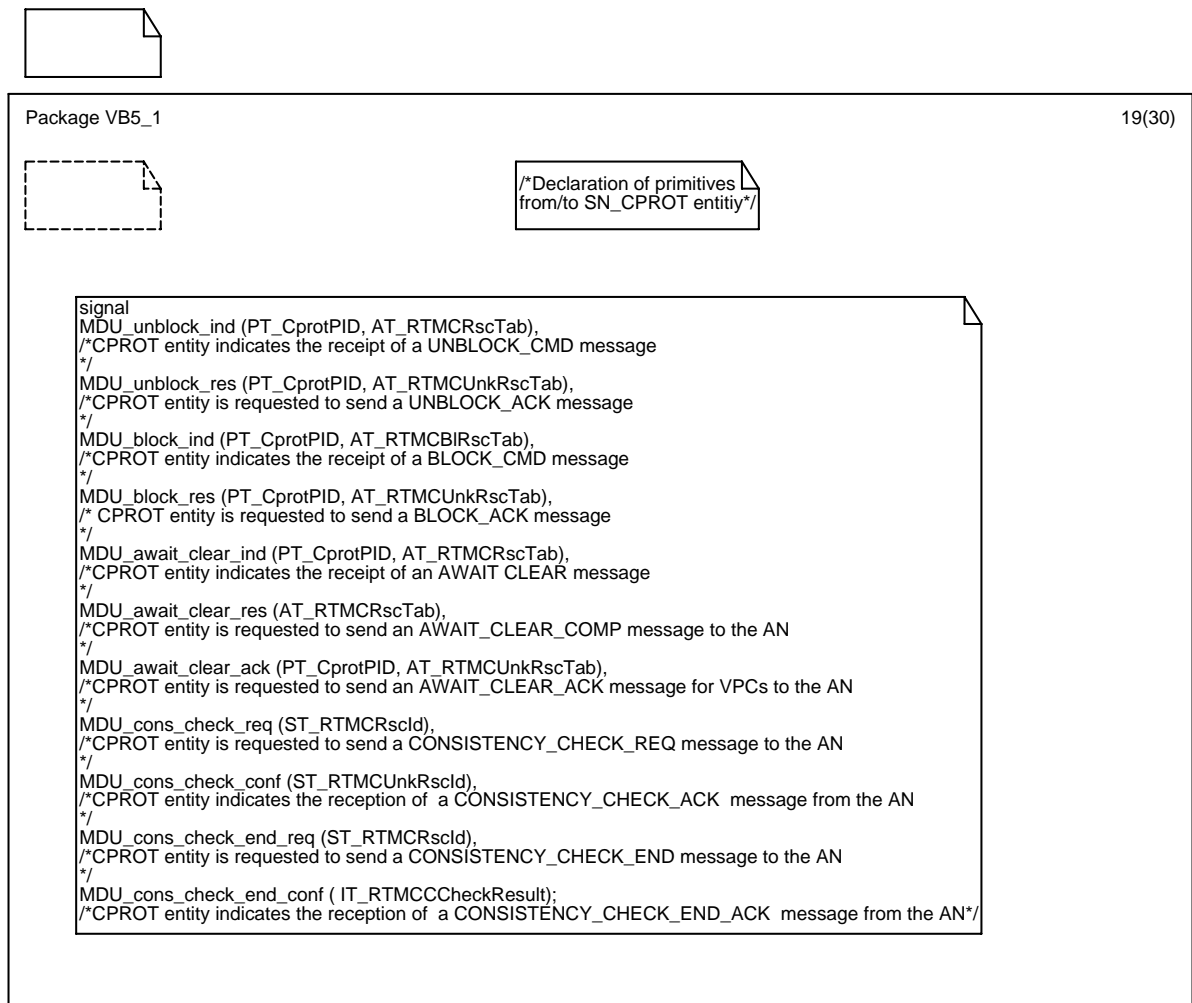 Package VB5_1
19(30)
/*Declaration of primitives
from/to SN_CPROT entitiy*/
signal
MDU_unblock_ind (PT_CprotPID, AT_RTMCRscTab),
/*CPROT entity indicates the receipt of a UNBLOCK_CMD message
*/
MDU_unblock_res (PT_CprotPID, AT_RTMCUnkRscTab),
/*CPROT entity is requested to send a UNBLOCK_ACK message
*/
MDU_block_ind (PT_CprotPID, AT_RTMCBlRscTab),
/*CPROT entity indicates the receipt of a BLOCK_CMD message
*/
MDU_block_res (PT_CprotPID, AT_RTMCUnkRscTab),
/* CPROT entity is requested to send a BLOCK_ACK message
*/
MDU_await_clear_ind (PT_CprotPID, AT_RTMCRscTab),
/*CPROT entity indicates the receipt of an AWAIT CLEAR message
*/
MDU_await_clear_res (AT_RTMCRscTab),
/*CPROT entity is requested to send an AWAIT_CLEAR_COMP message to the AN
*/
MDU_await_clear_ack (PT_CprotPID, AT_RTMCUnkRscTab),
/*CPROT entity is requested to send an AWAIT_CLEAR_ACK message for VPCs to the AN
*/
MDU_cons_check_req (ST_RTMCRscId),
/*CPROT entity is requested to send a CONSISTENCY_CHECK_REQ message to the AN
*/
MDU_cons_check_conf (ST_RTMCUnkRscId),
/*CPROT entity indicates the reception of  a CONSISTENCY_CHECK_ACK  message from the AN
*/
MDU_cons_check_end_req (ST_RTMCRscId),
/*CPROT entity is requested to send a CONSISTENCY_CHECK_END message to the AN
*/
MDU_cons_check_end_conf ( IT_RTMCCCheckResult);
/*CPROT entity indicates the reception of  a CONSISTENCY_CHECK_END_ACK  message from the AN*/